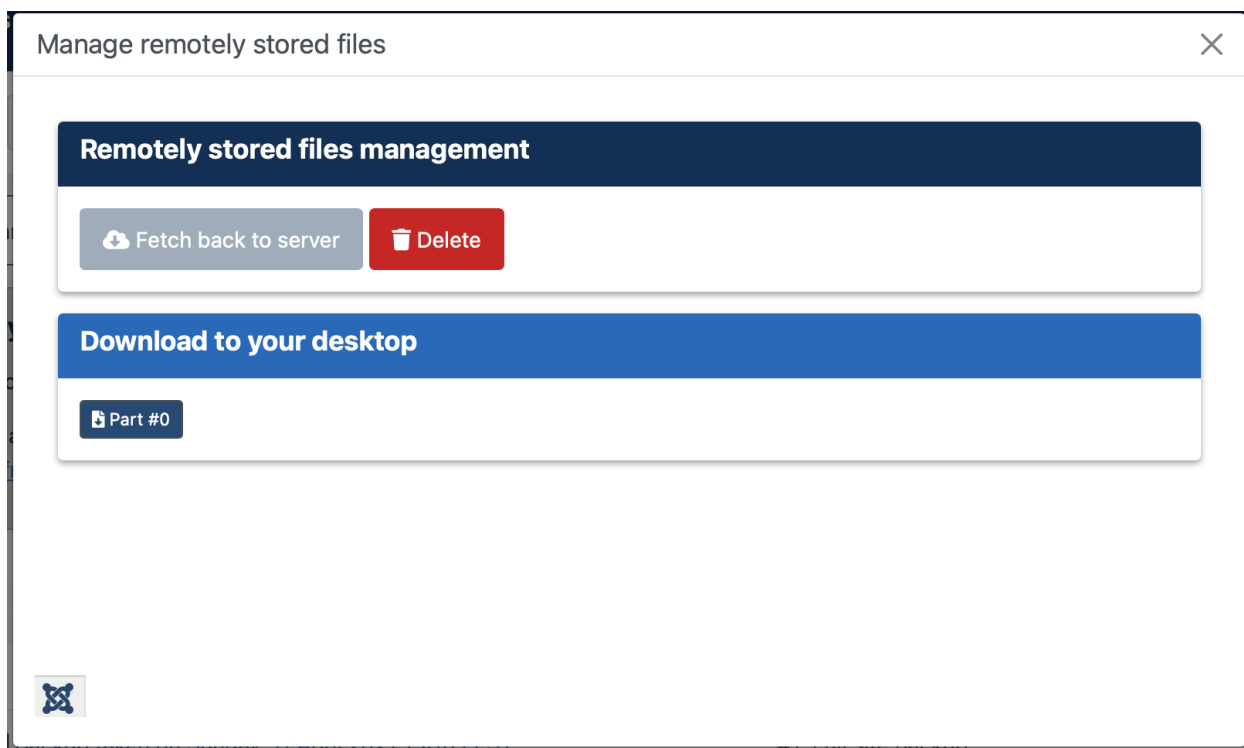 Manage remotely stored files
Remotely stored files management
Fetch back to server
Delete
Download to your desktop
Part #0